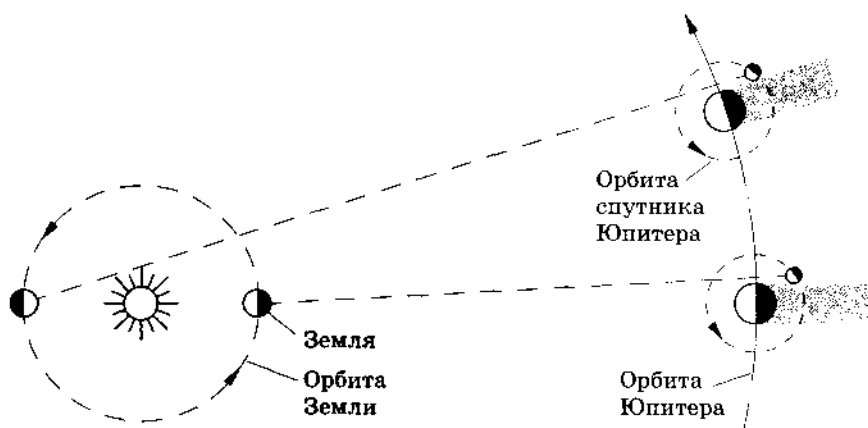 Орбита
спутника
Юпитера
Земля
Орбита
Земли
Орбита
Юпитера